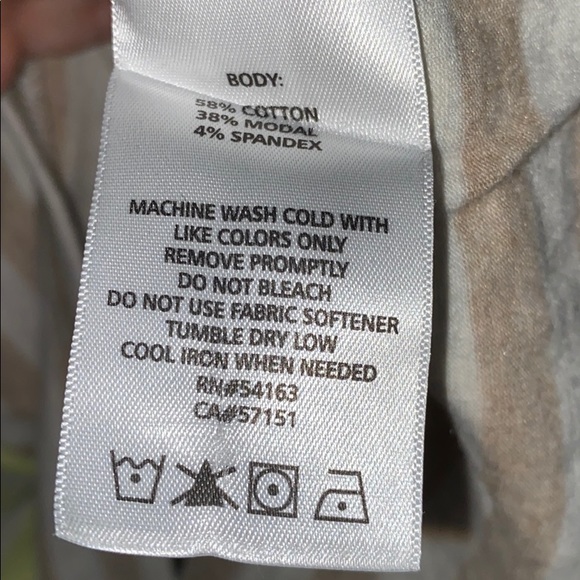 BODY:
58% COTTON
38% MODAL
4% SPANDEX
MACHINE WASH COLD WITH
LIKE COLORS ONLY
REMOVE PROMPTLY
DO NOT BLEACH
DO NOT USE FABRIC SOFTENER
TUMBLE DRY LOW
COOL IRON WHEN NEEDED
RN#54163
CA#57151